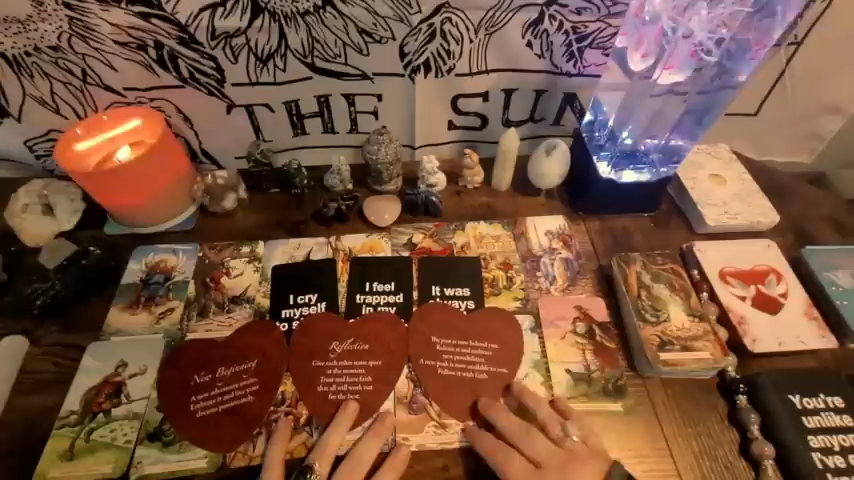 THE SUN
I cry
myself
I feel
trapped
in my
It was
always
New Beginning
A new adventure awaits.
Embrace it and live your
dreams passionately.
Reflection
Give each other some space
at the moment.
Trust and have faith
that all will work out
for the best.
The past is now behind you.
Release it and embrace
new possibilities.
A new path is now available to you.
Follow it with faith.
You're
unlike
anyone
I've e